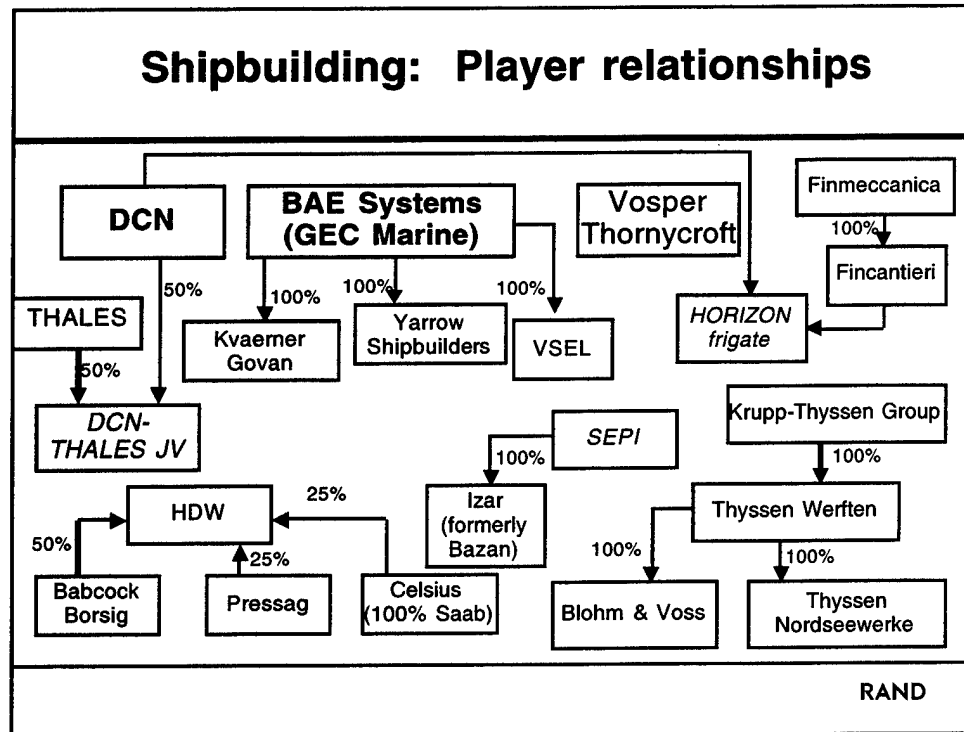 Shipbuilding: Player relationships
DCN
BAE Systems
(GEC Marine)
Vosper
Thornycroft
Finmeccanica
100%
Fincantieri
50%
100%
100%
100%
THALES
Kvaerner
Govan
Yarrow
Shipbuilders
VSEL
HORIZON
frigate
50%
DCN-
THALES JV
SEPI
Krupp-Thyssen Group
100%
100%
Izar
(formerly
Bazan)
Thyssen Werften
HDW
25%
50%
25%
100%
100%
Babcock
Borsig
Pressag
Celsius
(100% Saab)
Blohm & Voss
Thyssen
Nordseewerke
RAND